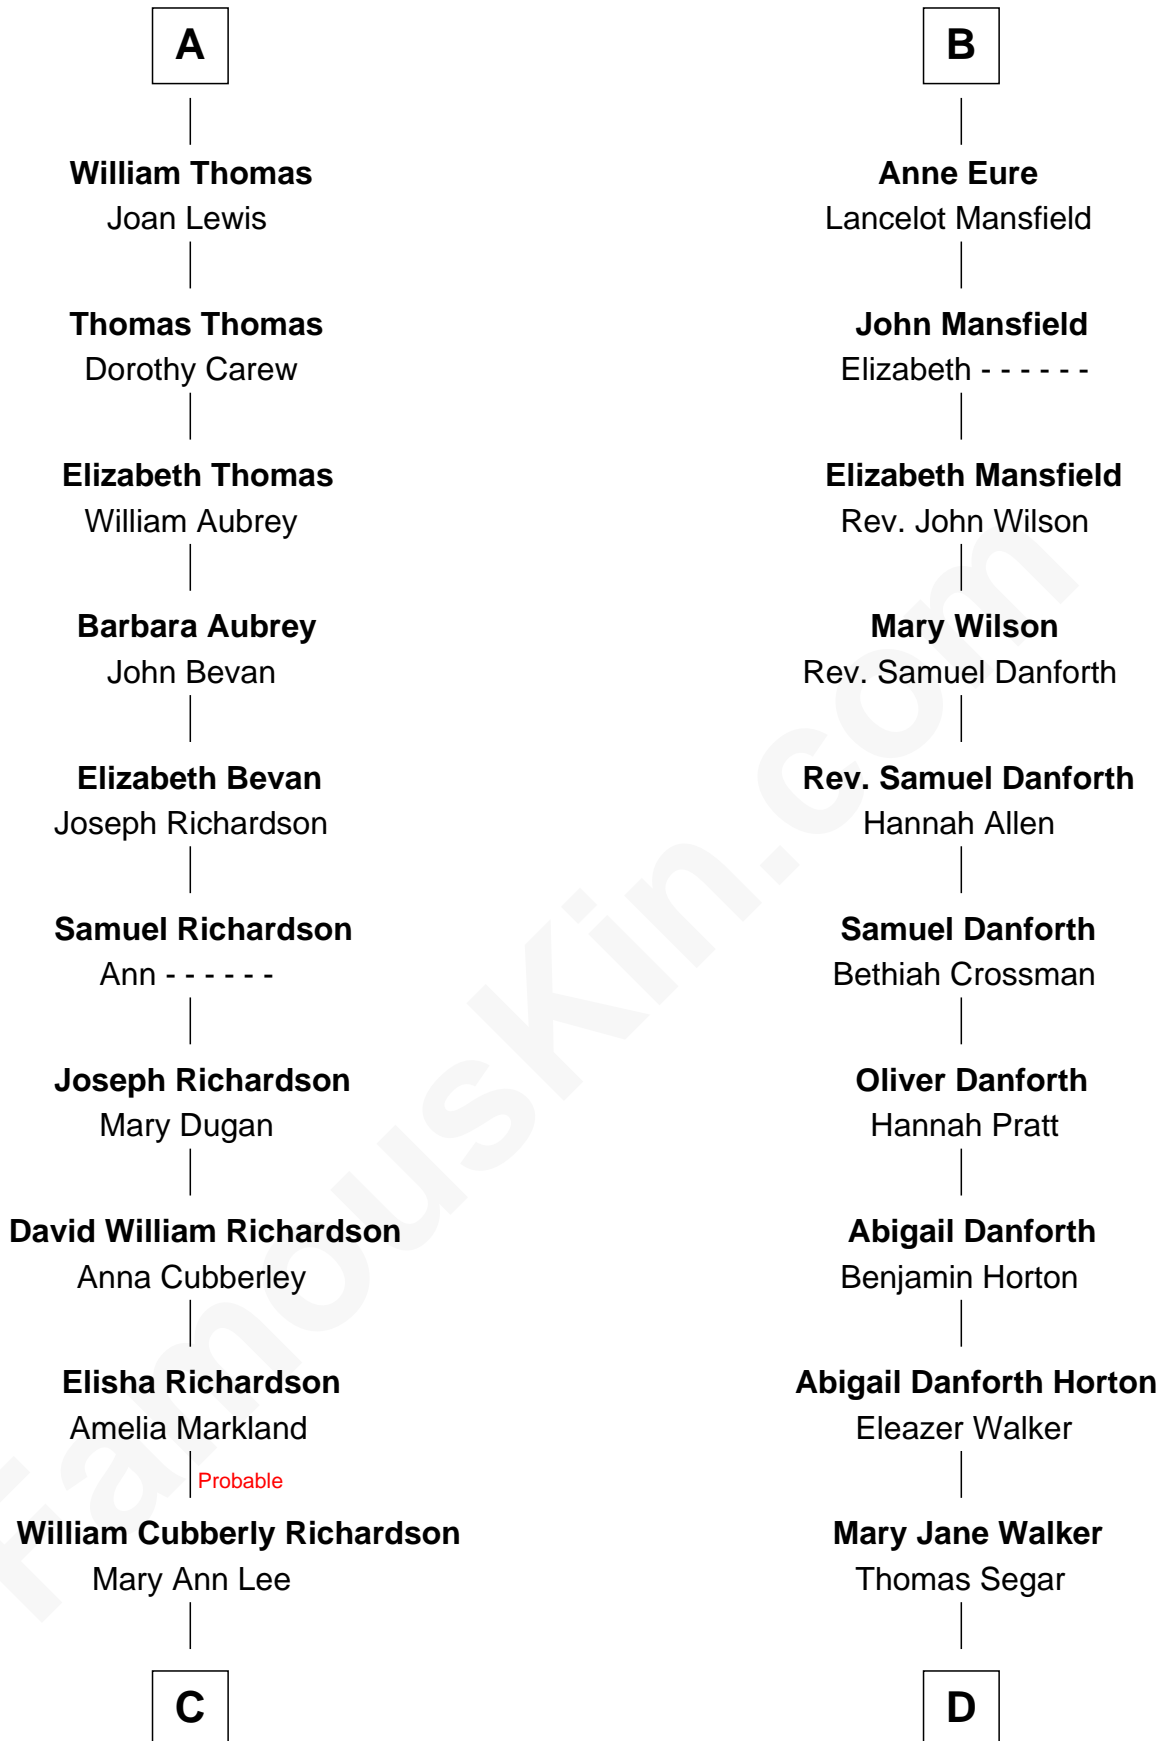 A
William Thomas
Joan Lewis
Thomas Thomas
Dorothy Carew
Elizabeth Thomas
William Aubrey
Barbara Aubrey
John Bevan
Elizabeth Bevan
Joseph Richardson
Samuel Richardson
Ann - - - - - -
Joseph Richardson
Mary Dugan
David William Richardson
Anna Cubberley
Elisha Richardson
Amelia Markland
Probable
William Cubberly Richardson
Mary Ann Lee
C
B
Anne Eure
Lancelot Mansfield
John Mansfield
Elizabeth - - - - - -
Elizabeth Mansfield
Rev. John Wilson
Mary Wilson
Rev. Samuel Danforth
Rev. Samuel Danforth
Hannah Allen
Samuel Danforth
Bethiah Crossman
Oliver Danforth
Hannah Pratt
Abigail Danforth
Benjamin Horton
Abigail Danforth Horton
Eleazer Walker
Mary Jane Walker
Thomas Segar
D
FamousKin.com